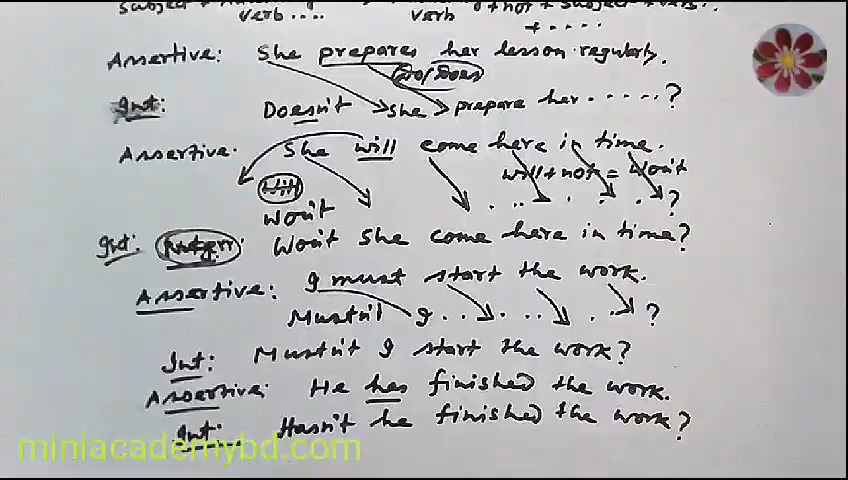 verb .... verb + not + subject + verb..
+ ....
Assertive: She prepares her lesson regularly.
Do/Does
Int: Doesn't she prepare her .....?
Assertive. She will come here in time.
will+not = Won't
Will
Won't . .. . . ?
Int: Won't she come here in time?
Assertive: I must start the work.
Mustn't I .. . .. . . ?
Int: Mustn't I start the work?
Assertive: He has finished the work.
Int: Hasn't he finished the work?
miniacademybd.com